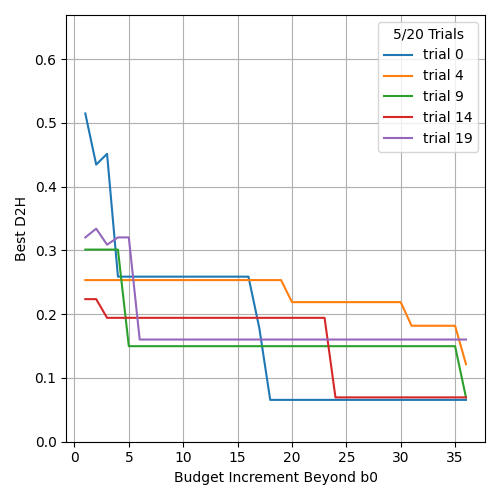 5/20 Trials
trial 0
trial 4
trial 9
trial 14
trial 19
Best D2H
0.6
0.5
0.4
0.3
0.2
0.1
0.0
0 5 10 15 20 25 30 35
Budget Increment Beyond b0